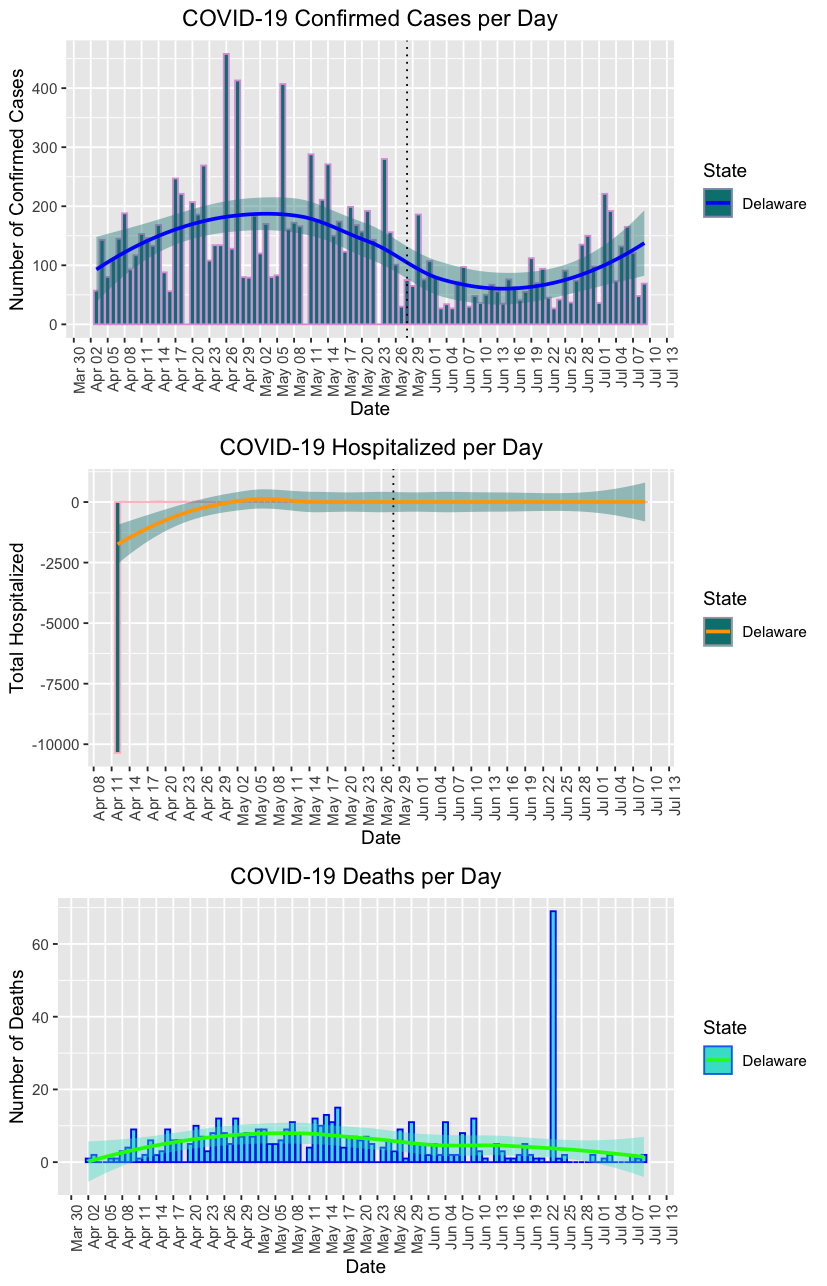 COVID-19 Confirmed Cases per Day
Number of Confirmed Cases
400
300
200
100
0
Mar 30
Apr 02
Apr 05
Apr 08
Apr 11
Apr 14
Apr 17
Apr 20
Apr 23
Apr 26
Apr 29
May 02
May 05
May 08
May 11
May 14
May 17
May 20
May 23
May 26
May 29
Jun 01
Jun 04
Jun 07
Jun 10
Jun 13
Jun 16
Jun 19
Jun 22
Jun 25
Jun 28
Jul 01
Jul 04
Jul 07
Jul 10
Jul 13
Date
State
Delaware
COVID-19 Hospitalized per Day
Total Hospitalized
0
-2500
-5000
-7500
-10000
Apr 08
Apr 11
Apr 14
Apr 17
Apr 20
Apr 23
Apr 26
Apr 29
May 02
May 05
May 08
May 11
May 14
May 17
May 20
May 23
May 26
May 29
Jun 01
Jun 04
Jun 07
Jun 10
Jun 13
Jun 16
Jun 19
Jun 22
Jun 25
Jun 28
Jul 01
Jul 04
Jul 07
Jul 10
Jul 13
Date
State
Delaware
COVID-19 Deaths per Day
Number of Deaths
60
40
20
0
Mar 30
Apr 02
Apr 05
Apr 08
Apr 11
Apr 14
Apr 17
Apr 20
Apr 23
Apr 26
Apr 29
May 02
May 05
May 08
May 11
May 14
May 17
May 20
May 23
May 26
May 29
Jun 01
Jun 04
Jun 07
Jun 10
Jun 13
Jun 16
Jun 19
Jun 22
Jun 25
Jun 28
Jul 01
Jul 04
Jul 07
Jul 10
Jul 13
Date
State
Delaware